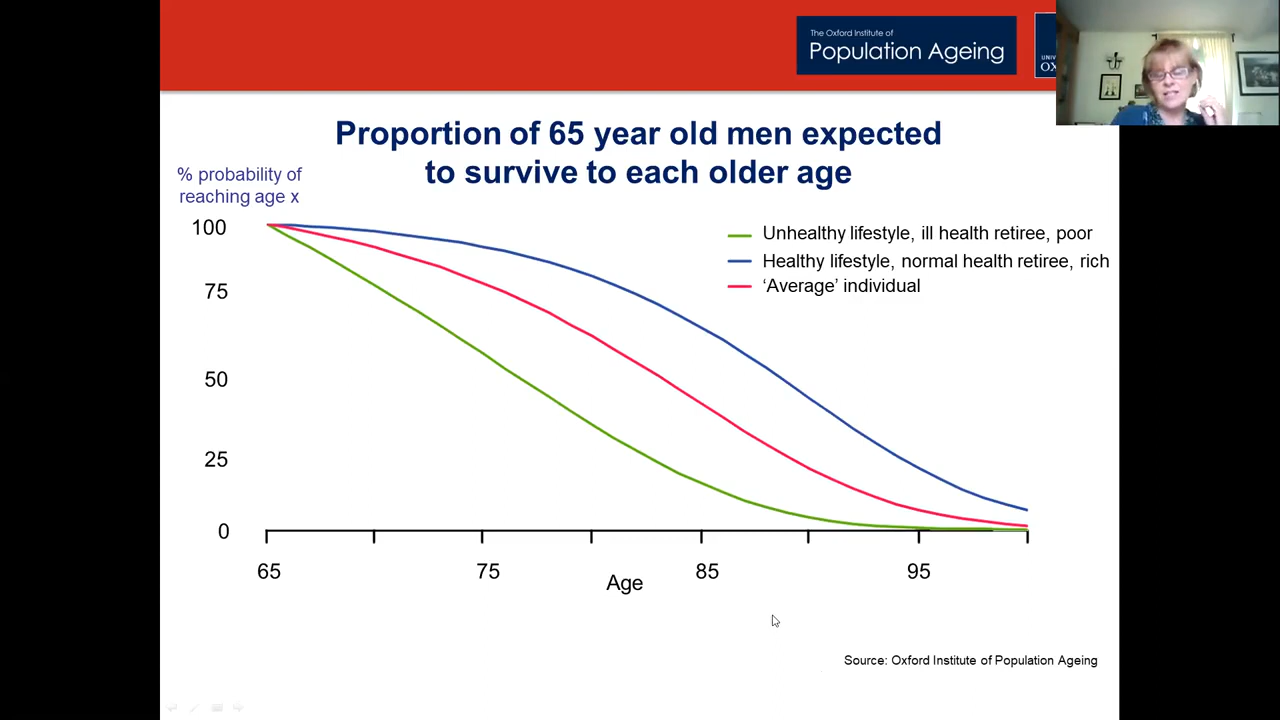 The Oxford Institute of
Population Ageing
UNIV
OX
Proportion of 65 year old men expected
to survive to each older age
% probability of
reaching age x
100
75
50
25
0
Unhealthy lifestyle, ill health retiree, poor
Healthy lifestyle, normal health retiree, rich
‘Average’ individual
65
75
85
95
Age
Source: Oxford Institute of Population Ageing